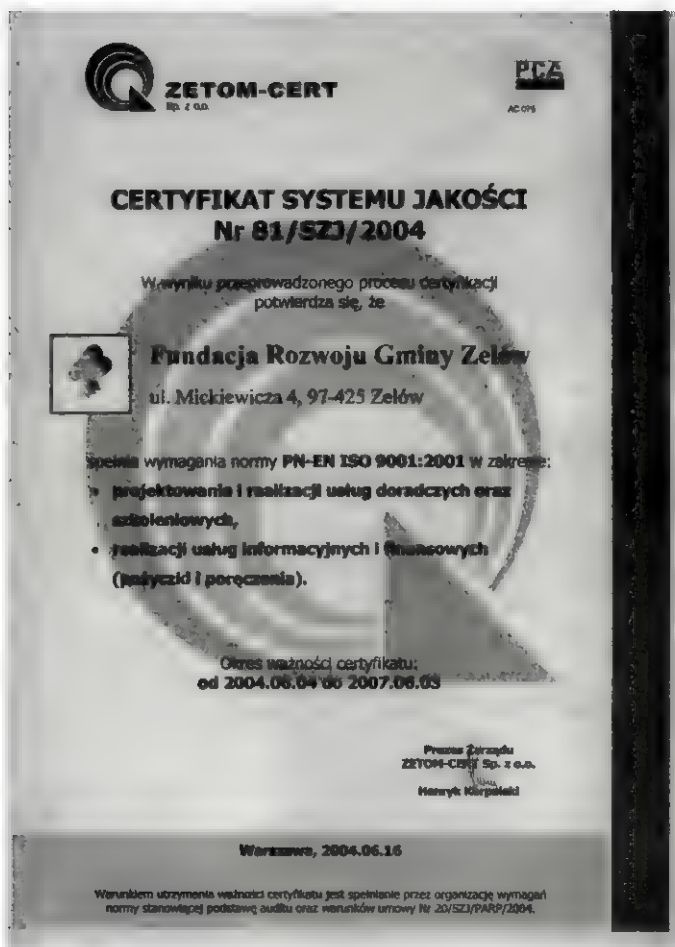 ZETOM-CERT
Sp. z o.o.
PCA
AC 075
CERTYFIKAT SYSTEMU JAKOŚCI
Nr 81/SZJ/2004
W wyniku przeprowadzonego procesu certyfikacji
potwierdza się, że
Fundacja Rozwoju Gminy Zelów
ul. Mickiewicza 4, 97-425 Zelów
spełnia wymagania normy PN-EN ISO 9001:2001 w zakresie:
• projektowania i realizacji usług doradczych oraz
szkoleniowych,
• realizacji usług informacyjnych i finansowych
(pożyczki i poręczenia).
Okres ważności certyfikatu:
od 2004.06.04 do 2007.06.03
Prezes Zarządu
ZETOM-CERT Sp. z o.o.
Henryk
Warszawa, 2004.06.16
Warunkiem utrzymania ważności certyfikatu jest spełnianie przez organizację wymagań
normy stanowiącej podstawę auditu oraz warunków umowy Nr 20/SZJ/PARP/2004.